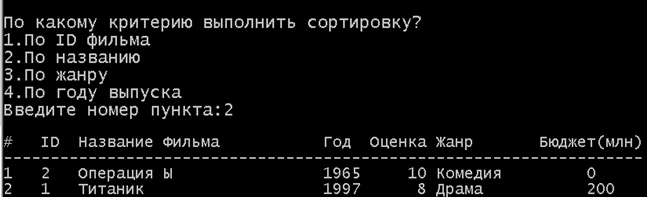 По какому критерию выполнить сортировку?
1.По ID фильма
2.По названию
3.По жанру
4.По году выпуска
Введите номер пункта:2
# ID Название Фильма Год Оценка Жанр Бюджет(млн)
--------------------------------------------------------------------------------
1 2 Операция Ы 1965 10 Комедия 0
2 1 Титаник 1997 8 Драма 200